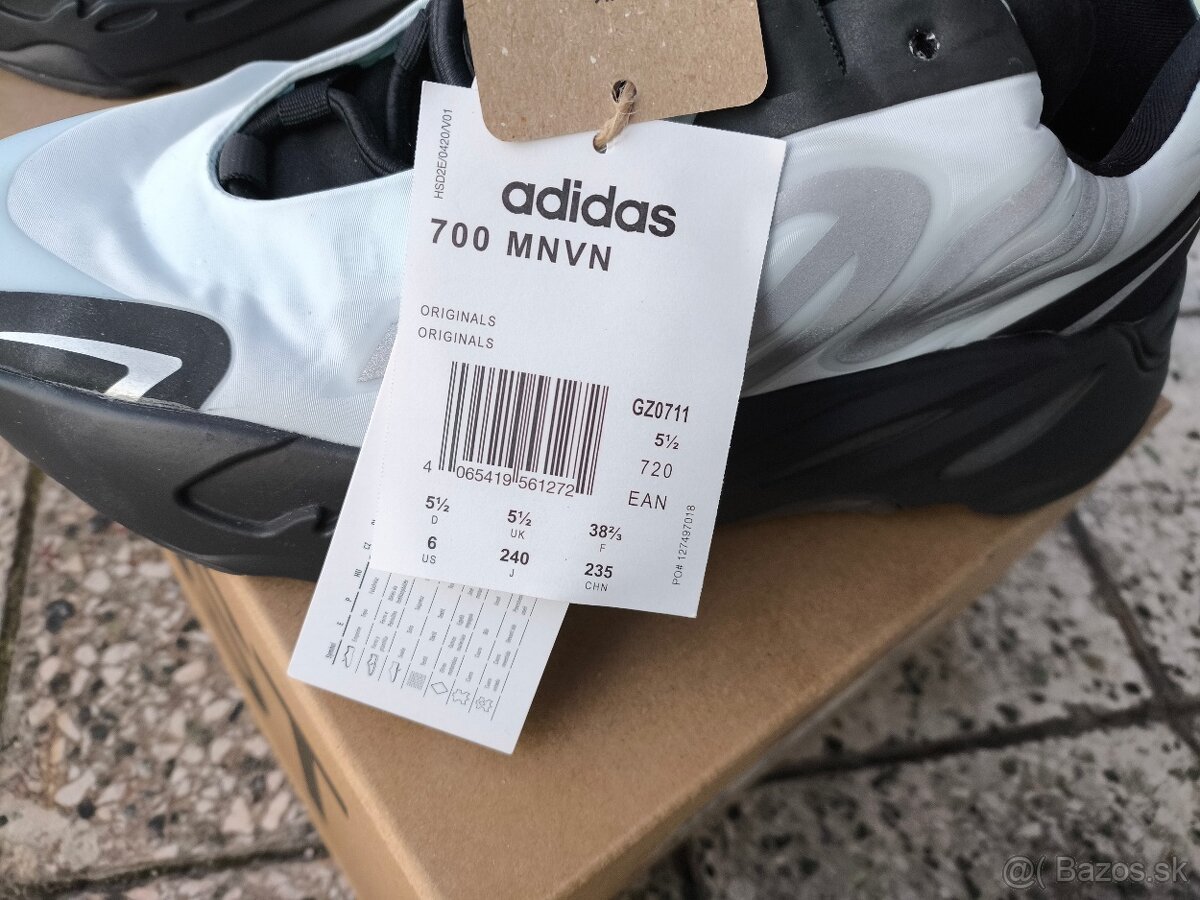 HSD2E/0420/V01
adidas
700 MNVN
ORIGINALS
ORIGINALS
GZ0711
5½
720
EAN
4 065419 561272
5½ 5½ 38⅔
D UK F
6 240 235
US J CHN
PO# 127497018
@( Bazos.sk